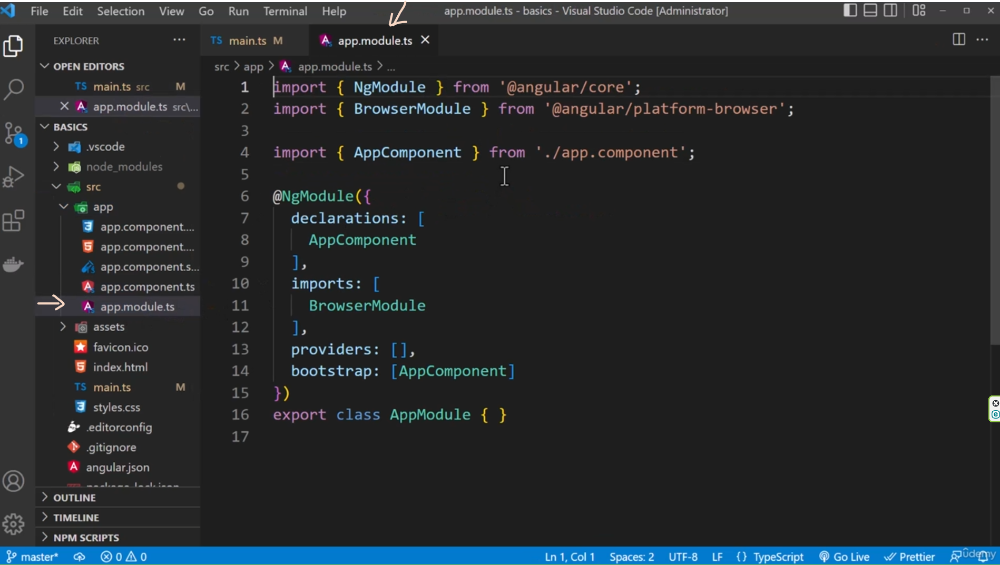 File Edit Selection View Go Run Terminal Help app.module.ts - basics - Visual Studio Code [Administrator]
EXPLORER ...
OPEN EDITORS
TS main.ts src M
app.module.ts src\...
BASICS
.vscode
node_modules
src
app
app.component....
app.component....
app.component.s...
app.component.ts
app.module.ts
assets
favicon.ico
index.html
TS main.ts M
styles.css
.editorconfig
.gitignore
angular.json
package-lock.json
OUTLINE
TIMELINE
NPM SCRIPTS
TS main.ts M app.module.ts
src > app > app.module.ts > ...
1 import { NgModule } from '@angular/core';
2 import { BrowserModule } from '@angular/platform-browser';
3
4 import { AppComponent } from './app.component';
5
6 @NgModule({
7 declarations: [
8 AppComponent
9 ],
10 imports: [
11 BrowserModule
12 ],
13 providers: [],
14 bootstrap: [AppComponent]
15 })
16 export class AppModule { }
17
1
master* 0 0 Ln 1, Col 1 Spaces: 2 UTF-8 LF {} TypeScript Go Live Prettier
ûdemy